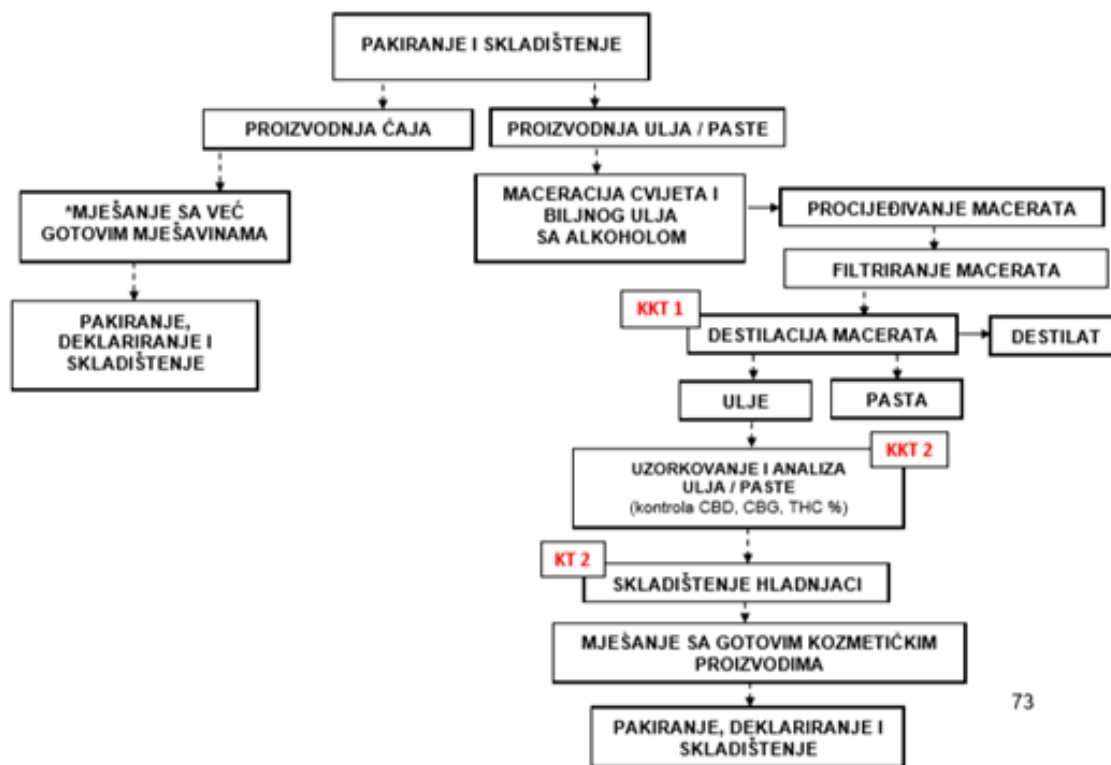 PAKIRANJE I SKLADIŠTENJE
PROIZVODNJA ČAJA
PROIZVODNJA ULJA / PASTE
*MJEŠANJE SA VEĆ
GOTOVIM MJEŠAVINAMA
MACERACIJA CVIJETA I
BILJNOG ULJA
SA ALKOHOLOM
PROCIJEĐIVANJE MACERATA
FILTRIRANJE MACERATA
PAKIRANJE,
DEKLARIRANJE I
SKLADIŠTENJE
KKT 1
DESTILACIJA MACERATA
DESTILAT
ULJE
PASTA
KKT 2
UZORKOVANJE I ANALIZA
ULJA / PASTE
(kontrola CBD, CBG, THC %)
KT 2
SKLADIŠTENJE HLADNJACI
MJEŠANJE SA GOTOVIM KOZMETIČKIM
PROIZVODIMA
73
PAKIRANJE, DEKLARIRANJE I
SKLADIŠTENJE